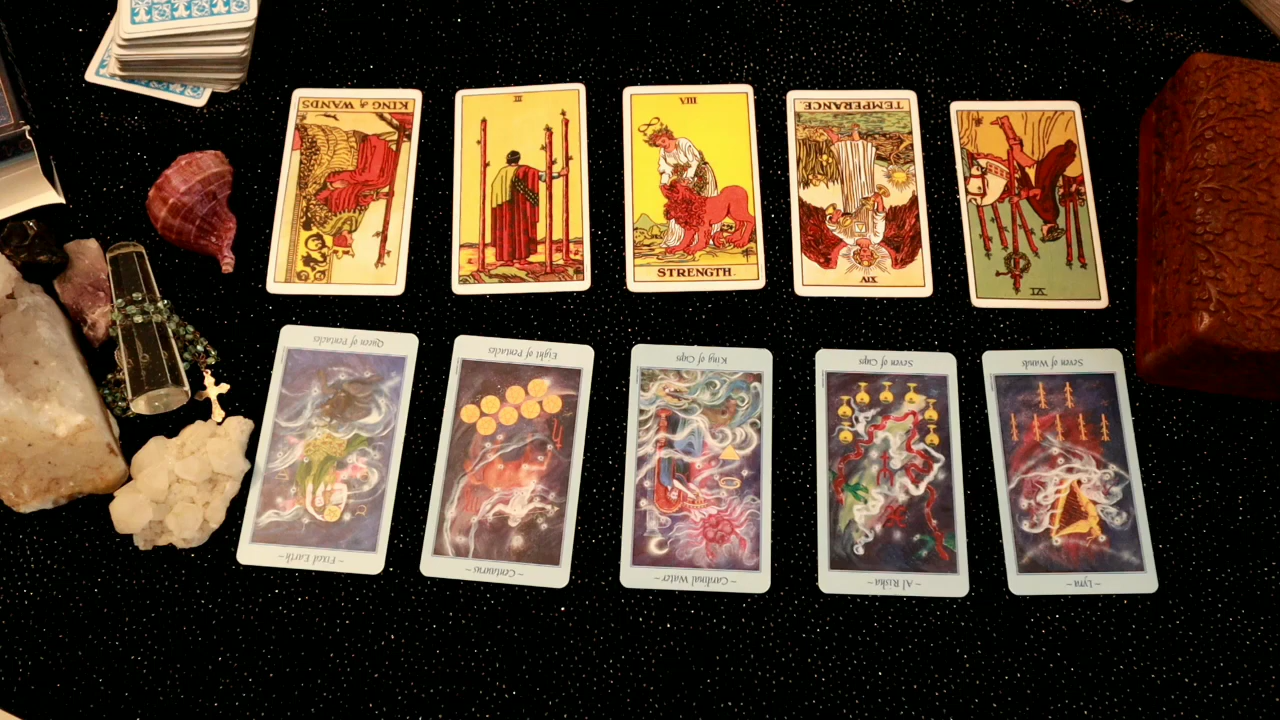 KING of WANDS
III
VIII
STRENGTH.
TEMPERANCE.
XIV
VI
Queen of Pentacles
~ Fixed Earth ~
Eight of Pentacles
~ Centaurus ~
King of Cups
~ Cardinal Water ~
Seven of Cups
~ Al Risha ~
Seven of Wands
~ Lyra ~